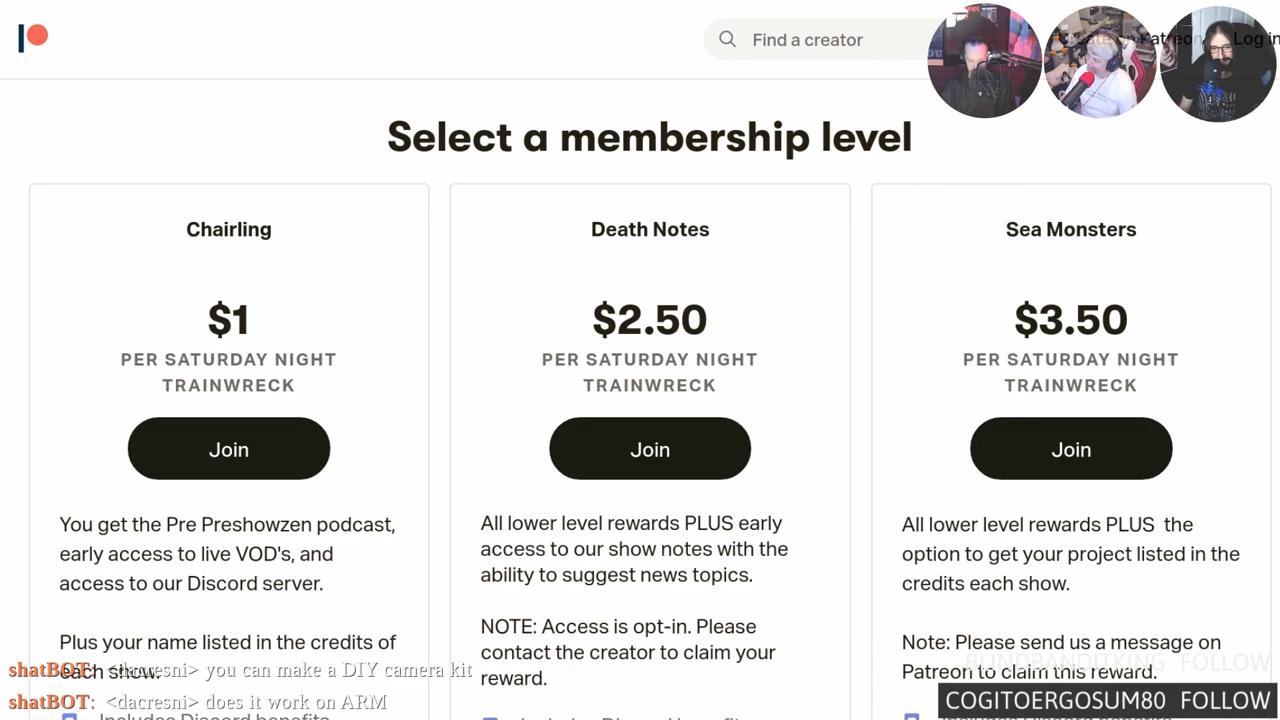 Find a creator
Log in
Select a membership level
Chairling
$1
PER SATURDAY NIGHT
TRAINWRECK
Join
You get the Pre Preshowzen podcast,
early access to live VOD's, and
access to our Discord server.
Plus your name listed in the credits of
each show.
Death Notes
$2.50
PER SATURDAY NIGHT
TRAINWRECK
Join
All lower level rewards PLUS early
access to our show notes with the
ability to suggest news topics.
NOTE: Access is opt-in. Please
contact the creator to claim your
reward.
Sea Monsters
$3.50
PER SATURDAY NIGHT
TRAINWRECK
Join
All lower level rewards PLUS the
option to get your project listed in the
credits each show.
Note: Please send us a message on
Patreon to claim this reward.
shatBOT: <dacresni> you can make a DIY camera kit
shatBOT: <dacresni> does it work on ARM
FOLLOW
COGITOERGOSUM80 FOLLOW
Includes Discord benefits